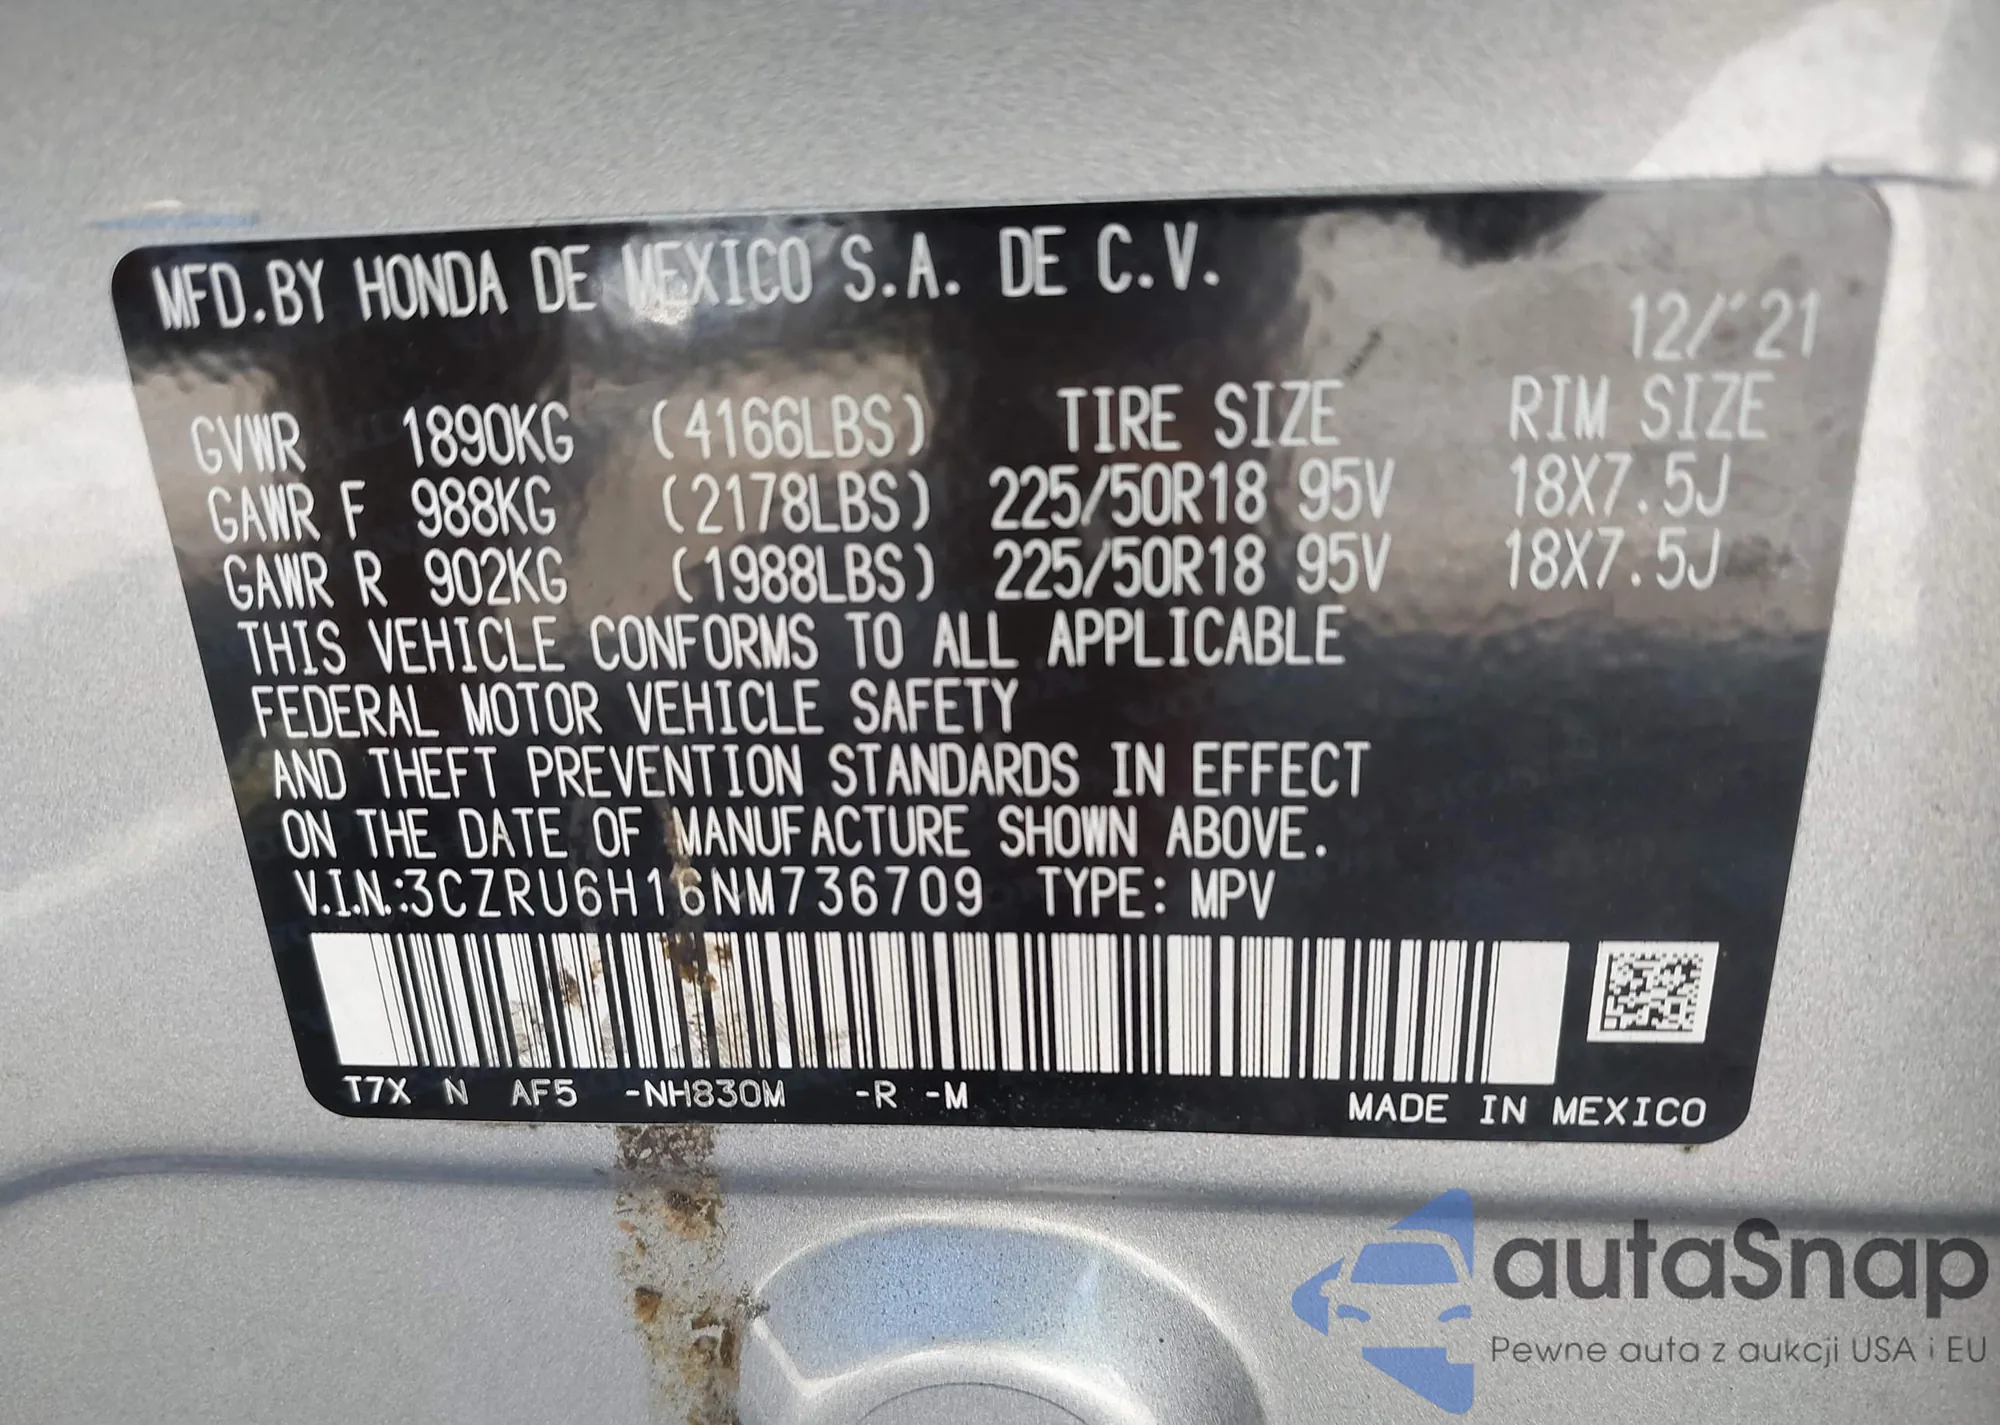 MFD.BY HONDA DE MEXICO S.A. DE C.V.
12/'21
GVWR 1890KG (4166LBS) TIRE SIZE RIM SIZE
GAWR F 988KG (2178LBS) 225/50R18 95V 18X7.5J
GAWR R 902KG (1988LBS) 225/50R18 95V 18X7.5J
THIS VEHICLE CONFORMS TO ALL APPLICABLE
FEDERAL MOTOR VEHICLE SAFETY
AND THEFT PREVENTION STANDARDS IN EFFECT
ON THE DATE OF MANUFACTURE SHOWN ABOVE.
V.I.N.:3CZRU6H16NM736709 TYPE: MPV
T7X N AF5 -NH830M -R -M MADE IN MEXICO
autaSnap
Pewne auta z aukcji USA i EU